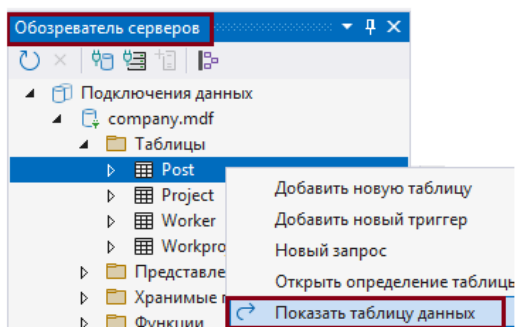 Обозреватель серверов
Подключения данных
company.mdf
Таблицы
Post
Project
Worker
Workpro
Представле
Хранимые
Функции
Добавить новую таблицу
Добавить новый триггер
Новый запрос
Открыть определение таблицы
Показать таблицу данных